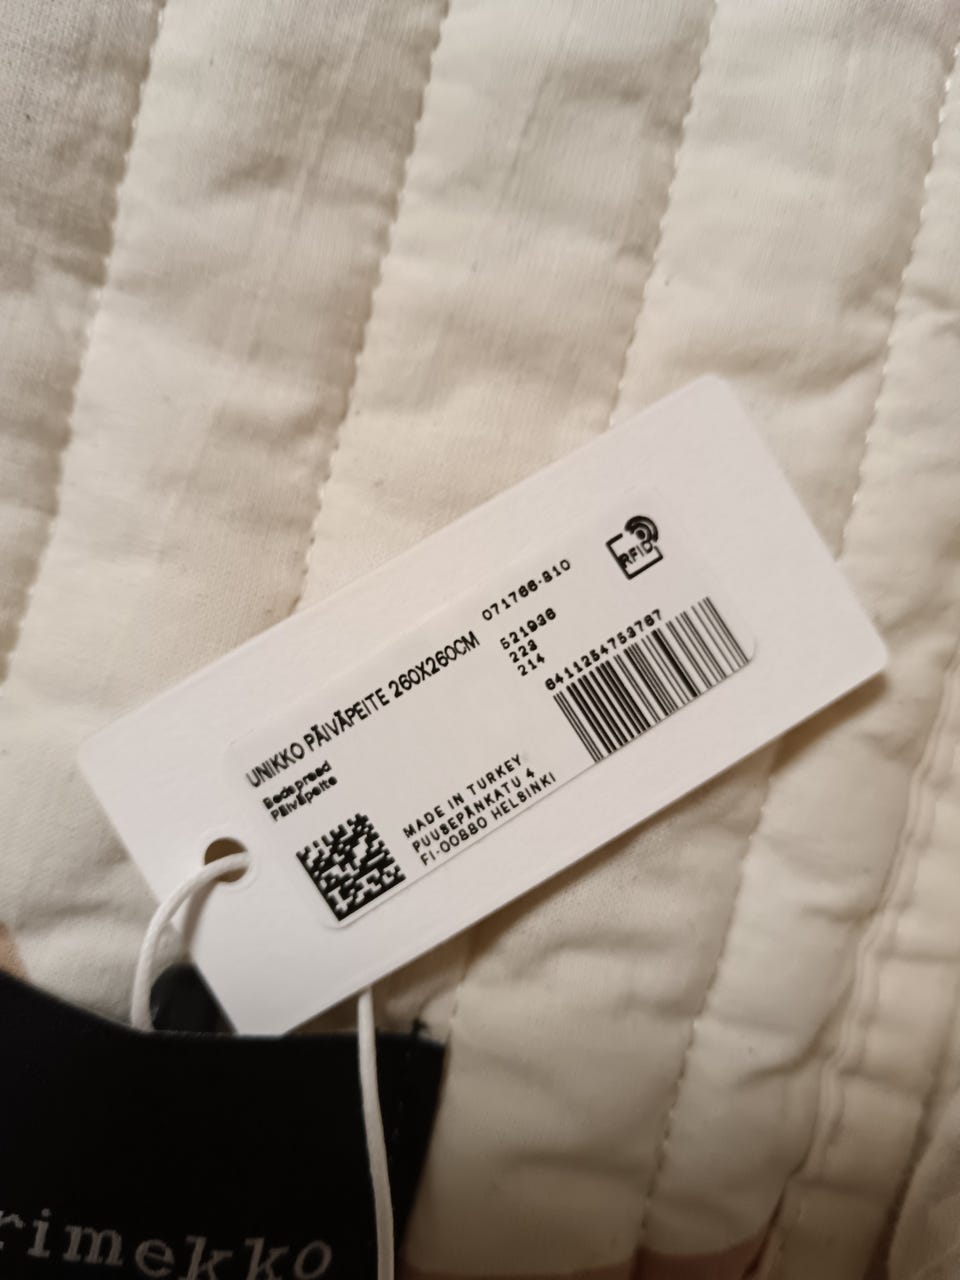 UNIKKO PÄIVÄPEITE 260X260CM
071766-810
Bedspread
Päiväpeite
521936
223
214
6411254753767
RFID
MADE IN TURKEY
PUUSEPÄNKATU 4
FI-00880 HELSINKI
rimekko